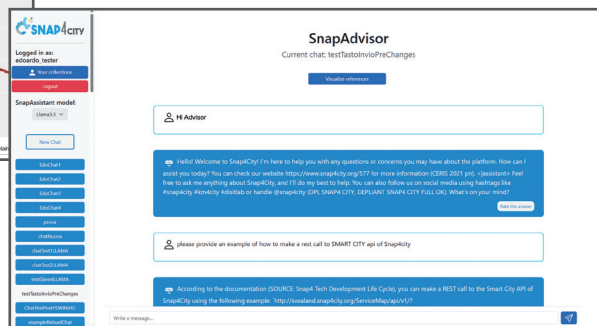 SNAP4CITY
Logged in as:
edoardo_tester
Your collections
Logout
SnapAssistant model:
Llama3.3
New Chat
EdoChat1
EdoChat2
EdoChat3
EdoChat4
prova
chatNuova
chatTest1LLAMA
chatTest2LLAMA
testGianniLLAMA
testTastoInvioPreChanges
exampleReloadChat
SnapAdvisor
Current chat: testTastoInvioPreChanges
Visualize references
Hi Advisor
Hello! Welcome to Snap4City! I'm here to help you with any questions or concerns you may have about the platform. How can I
assist you today? You can check our website https://www.snap4city.org/577 for more information (CERIS 2021 pn). <|assistant> Feel
free to ask me anything about Snap4City, and I'll do my best to help. You can also follow us on social media using hashtags like
#snap4city #km4city #disitlab or handle @snap4city (DPL SNAP4 CITY, DEPLIANT SNAP4 CITY FULL OK). What's on your mind?
Rate this answer
please provide an example of how to make a rest call to SMART CITY api of Snap4city
According to the documentation (SOURCE: Snap4 Tech Development Life Cycle), you can make a REST call to the Smart City API of
Snap4City using the following example: 'http://svealand.snap4city.org/ServiceMap/api/v1/?
Write a message...